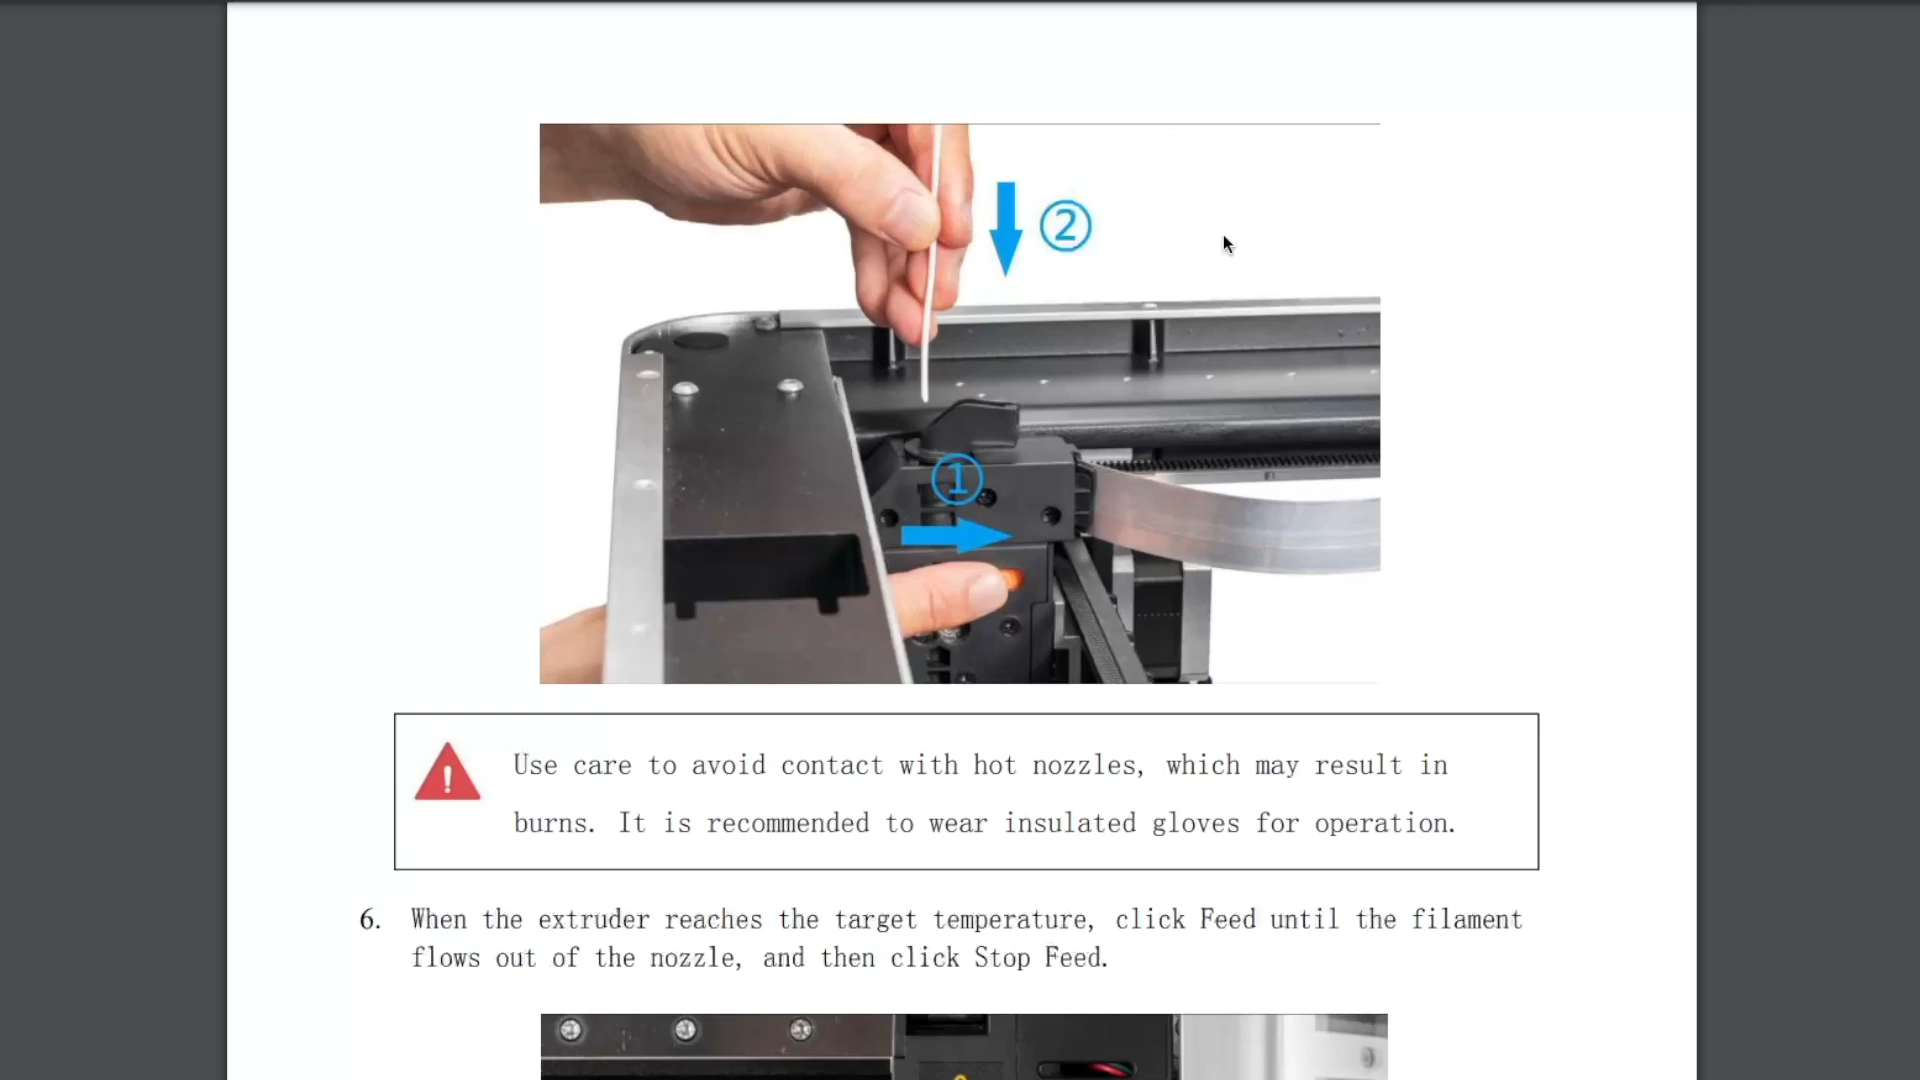 ②
①
Use care to avoid contact with hot nozzles, which may result in
burns. It is recommended to wear insulated gloves for operation.
6. When the extruder reaches the target temperature, click Feed until the filament
flows out of the nozzle, and then click Stop Feed.